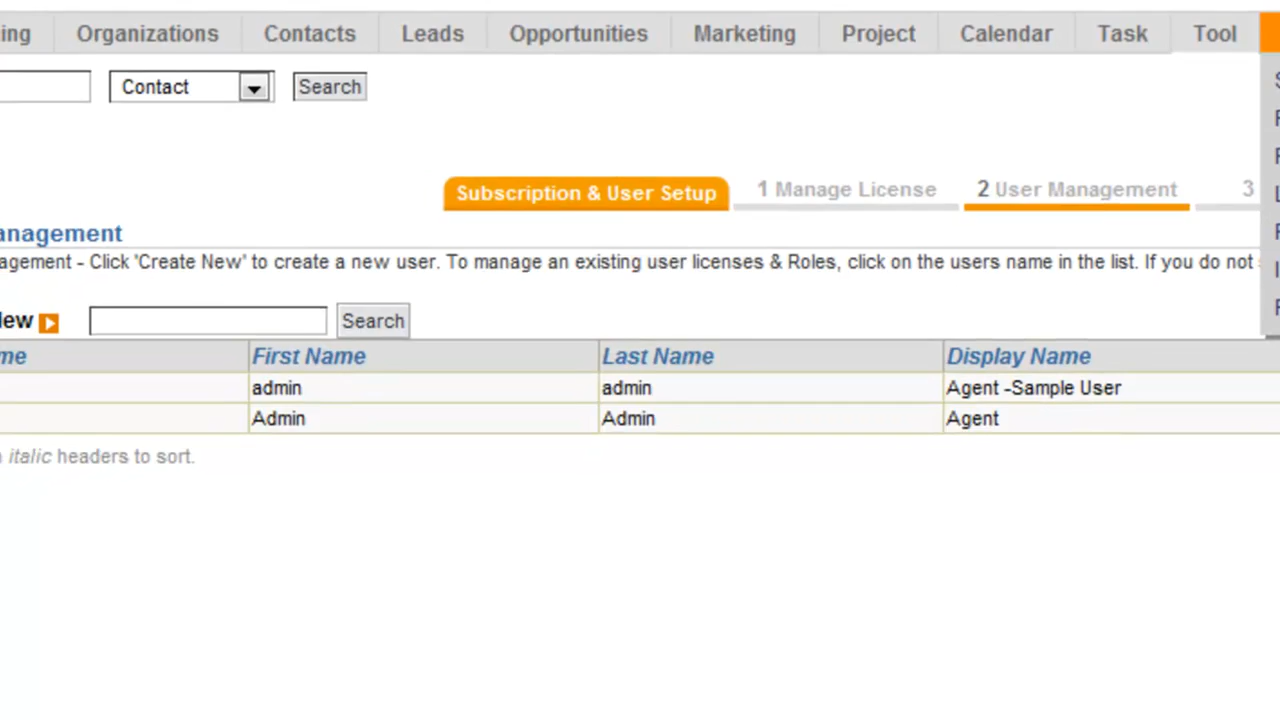 ing Organizations Contacts Leads Opportunities Marketing Project Calendar Task Tool
Contact Search
Subscription & User Setup 1 Manage License 2 User Management 3
anagement
agement - Click 'Create New' to create a new user. To manage an existing user licenses & Roles, click on the users name in the list. If you do not
lew Search
me First Name Last Name Display Name
admin admin Agent -Sample User
Admin Admin Agent
italic headers to sort.